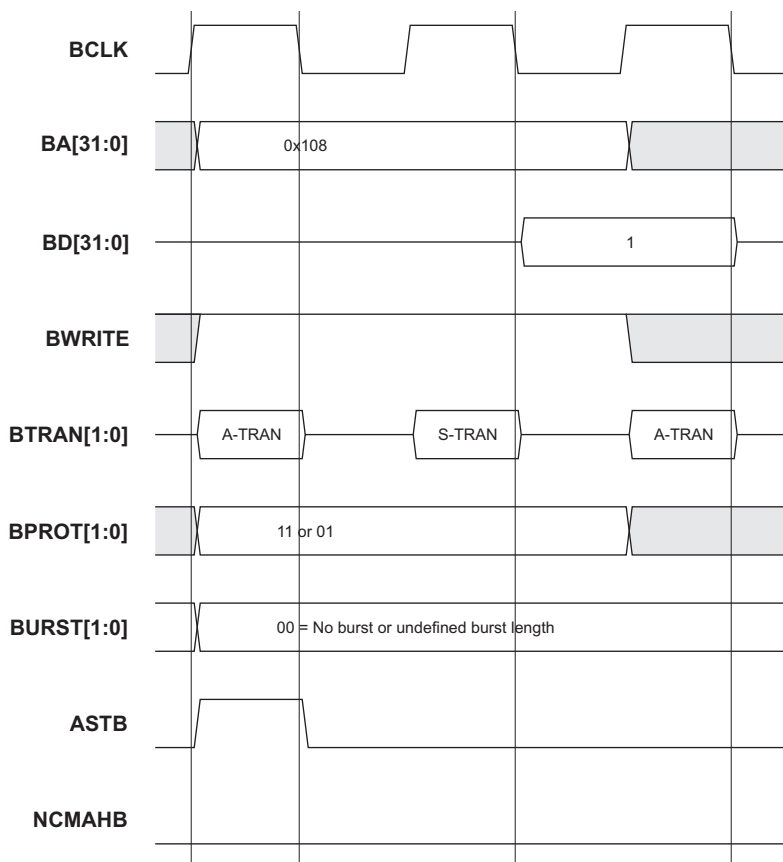 BCLK
BA[31:0]
0x108
BD[31:0]
1
BWRITE
BTRAN[1:0]
A-TRAN
S-TRAN
A-TRAN
BPROT[1:0]
11 or 01
BURST[1:0]
00 = No burst or undefined burst length
ASTB
NCMAHB